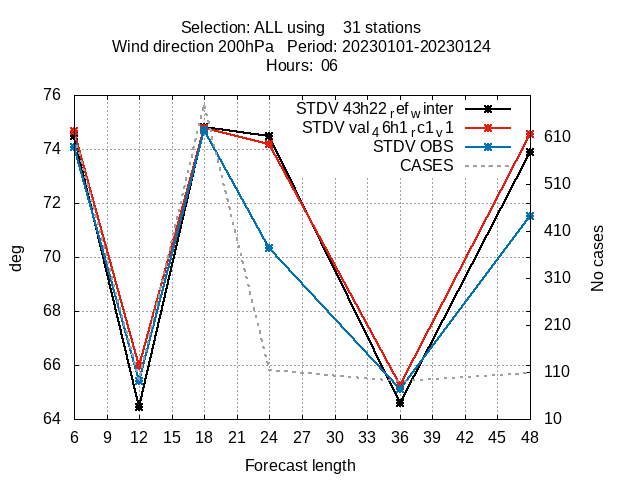 Selection: ALL using    31 stations
Wind direction 200hPa   Period: 20230101-20230124
Hours:  06
STDV 43h22_ref_winter
STDV val_46h1_rc1_v1
STDV OBS
CASES
76
74
72
70
68
66
64
deg
610
510
410
310
210
110
10
No cases
6 9 12 15 18 21 24 27 30 33 36 39 42 45 48
Forecast length